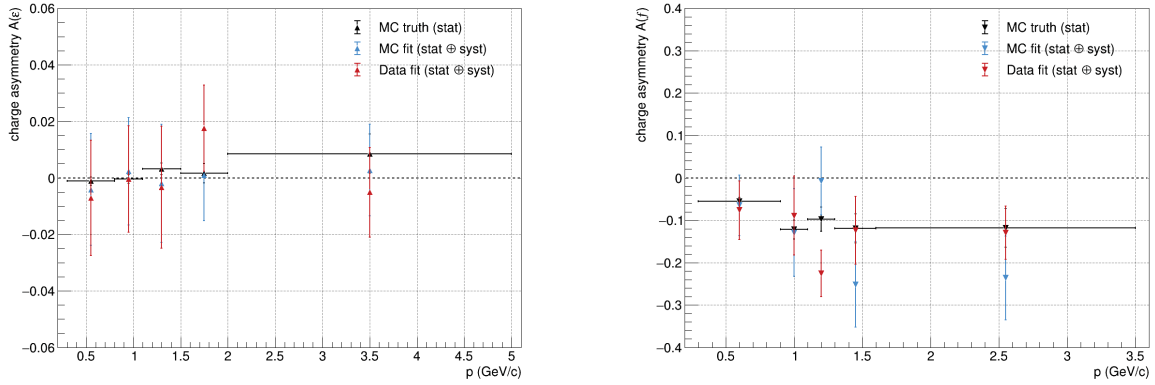 charge asymmetry A(ε)
0.06
0.04
0.02
0
−0.02
−0.04
−0.06
MC truth (stat)
MC fit (stat ⊕ syst)
Data fit (stat ⊕ syst)
0.5 1 1.5 2 2.5 3 3.5 4 4.5 5
p (GeV/c)
charge asymmetry A(f)
0.4
0.3
0.2
0.1
0
−0.1
−0.2
−0.3
−0.4
MC truth (stat)
MC fit (stat ⊕ syst)
Data fit (stat ⊕ syst)
0.5 1 1.5 2 2.5 3 3.5
p (GeV/c)